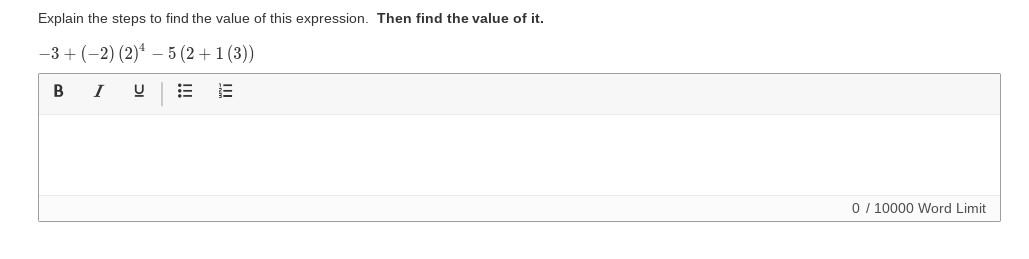 Explain the steps to find the value of this expression. Then find the value of it.
−3 + (−2) (2)⁴ − 5 (2 + 1 (3))
B I U
0 / 10000 Word Limit